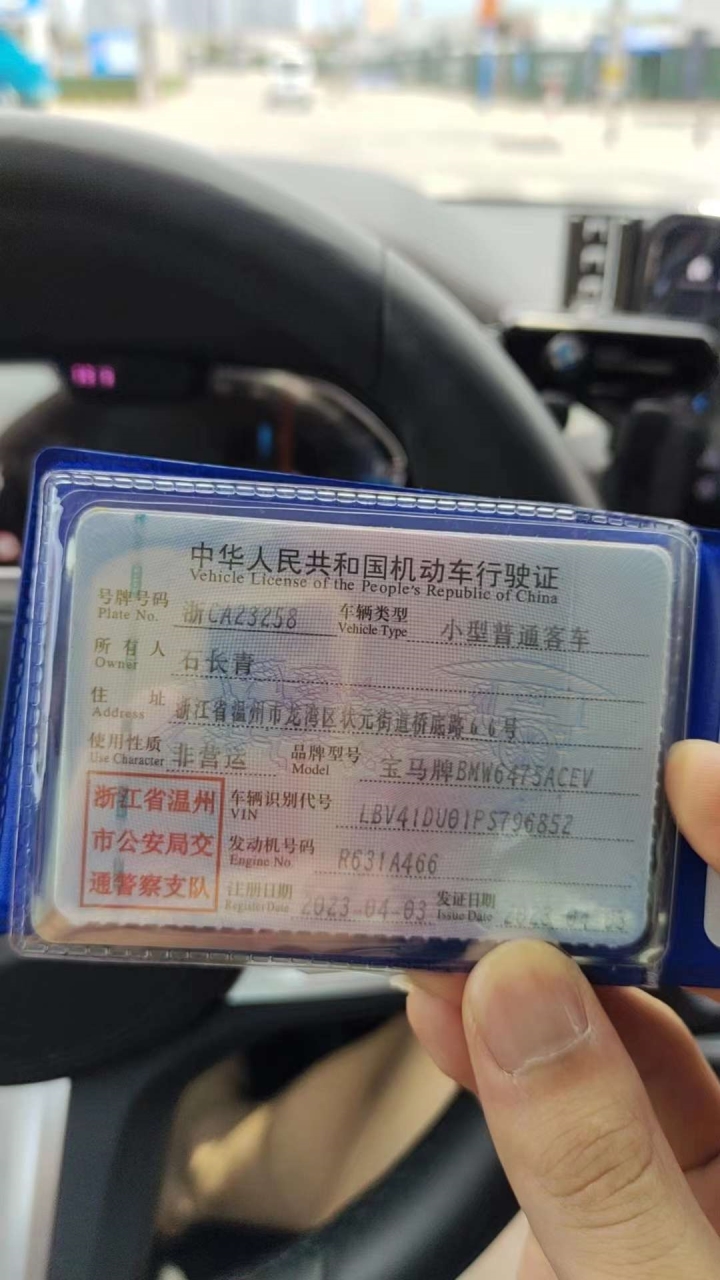 中华人民共和国机动车行驶证
Vehicle License of the People's Republic of China
号牌号码 浙CA23258 车辆类型 小型普通客车
Plate No. Vehicle Type
所有人 石长青
Owner
住址 浙江省温州市龙湾区状元街道桥底路66号
Address
使用性质 非营运 品牌型号 宝马牌BMW6475ACEV
Use Character Model
浙江省温州
市公安局交
通警察支队
车辆识别代号 LBV41DU01PS796852
VIN
发动机号码 R631A466
Engine No.
注册日期 2023-04-03 发证日期
Register Date Issue Date